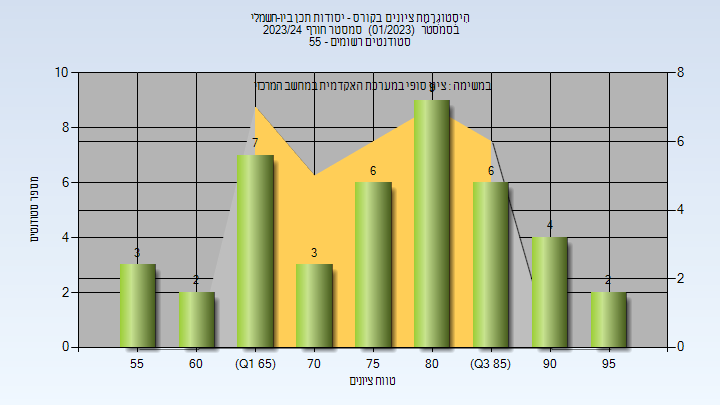 היסטוגרמת ציונים בקורס - יסודות תכן ביו-חשמלי
בסמסטר (01/2023) סמסטר חורף 2023/24
סטודנטים רשומים - 55
במשימה : ציון סופי במערכת האקדמית במחשב המרכזי
10 8
8 6
6 4
4 2
2 0
0
7 3 6 9 6 4 3 2 2
מספר סטודנטים
55 60 (Q1 65) 70 75 80 (Q3 85) 90 95
טווח ציונים